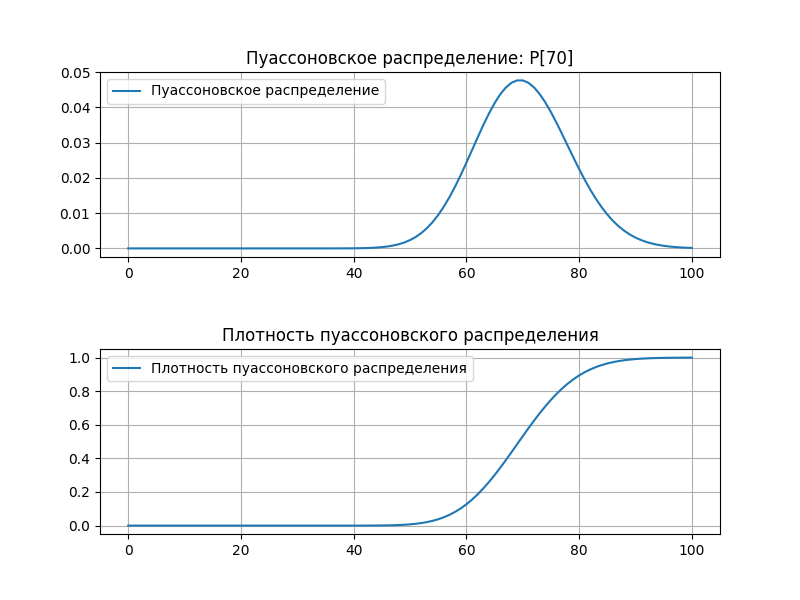 Пуассоновское распределение: P[70]
Пуассоновское распределение
0.05
0.04
0.03
0.02
0.01
0.00
0 20 40 60 80 100
Плотность пуассоновского распределения
Плотность пуассоновского распределения
1.0
0.8
0.6
0.4
0.2
0.0
0 20 40 60 80 100